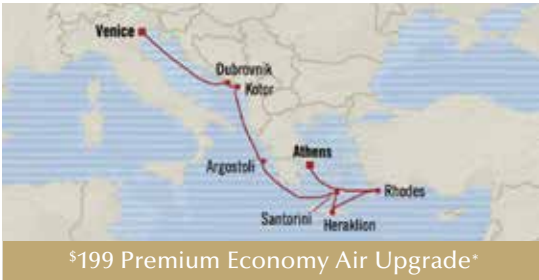 Venice
Dubrovnik
Kotor
Argostoli
Athens
Rhodes
Santorini
Heraklion
$199 Premium Economy Air Upgrade*